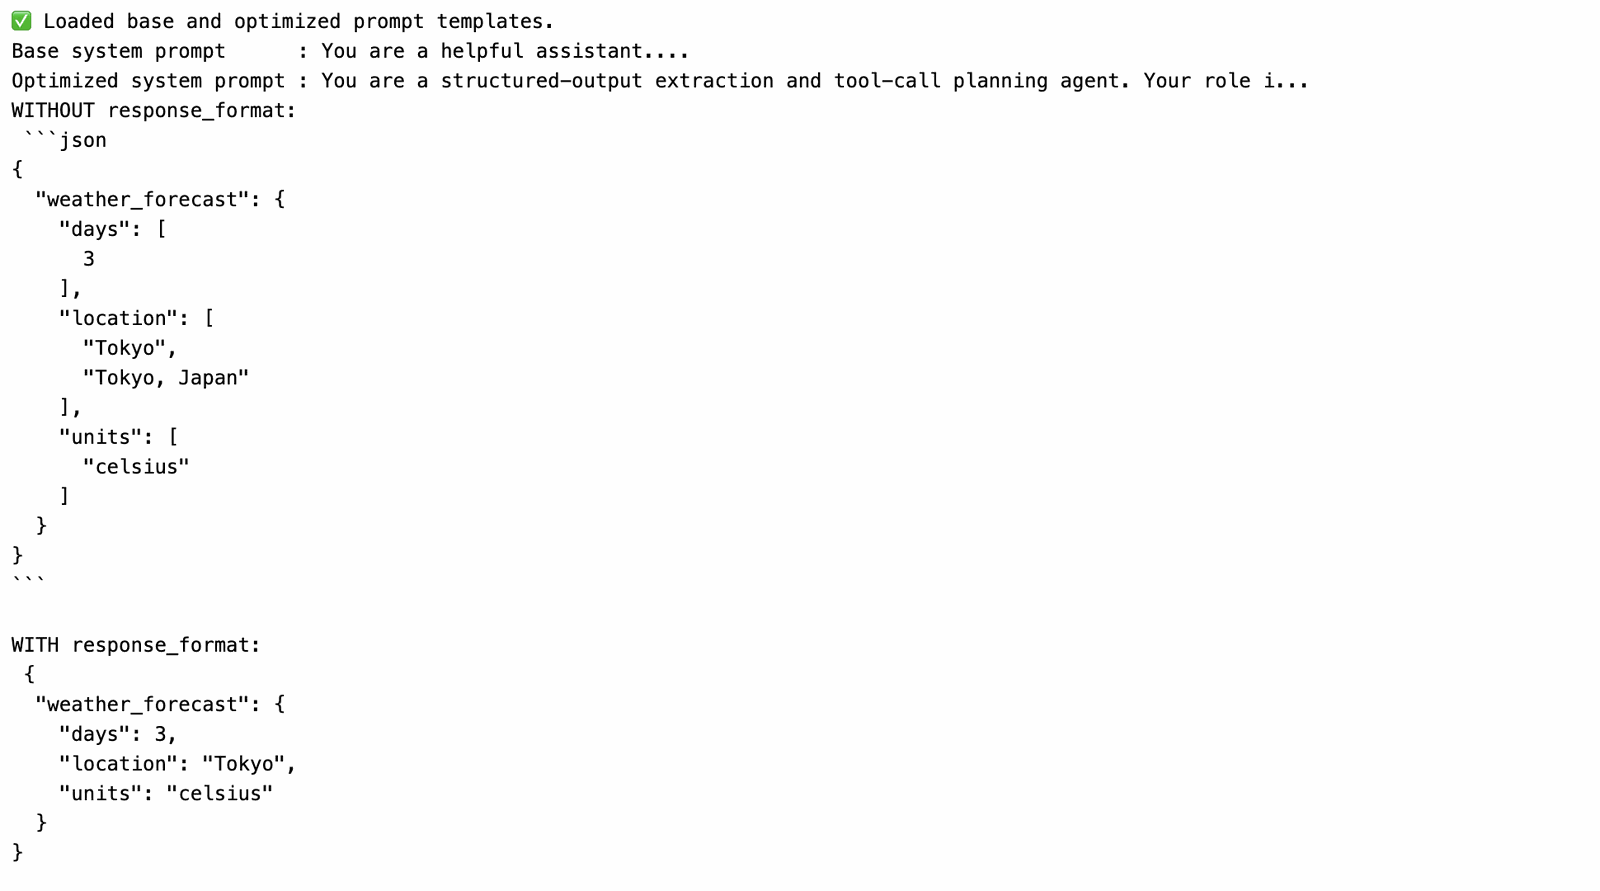 ✅ Loaded base and optimized prompt templates.
Base system prompt      : You are a helpful assistant....
Optimized system prompt : You are a structured-output extraction and tool-call planning agent. Your role i...
WITHOUT response_format:
 ```json
{
  "weather_forecast": {
    "days": [
      3
    ],
    "location": [
      "Tokyo",
      "Tokyo, Japan"
    ],
    "units": [
      "celsius"
    ]
  }
}
```

WITH response_format:
 {
  "weather_forecast": {
    "days": 3,
    "location": "Tokyo",
    "units": "celsius"
  }
}